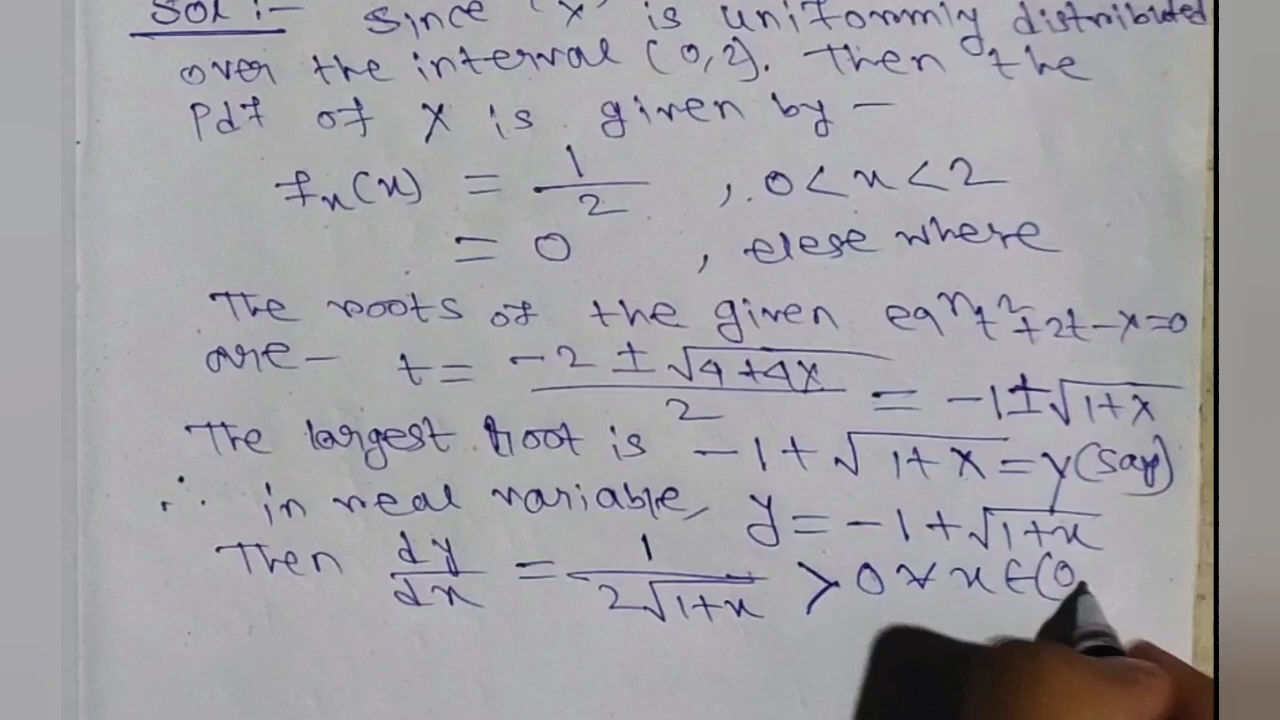 Sol :- Since 'X' is uniformly distributed
over the interval (0,2). Then the
Pdf of X is given by -
fx(x) = 1/2 , 0<x<2
= 0 , elese where
The roots of the given eqⁿ t²+2t-x=0
are - t = (-2 ± √(4+4X))/2 = -1±√(1+X)
The largest root is -1+√(1+X) = Y(say)
∴ in real variable, y = -1+√(1+x)
Then dy/dx = 1/(2√(1+x)) > 0 ∀ x ∈ (0,